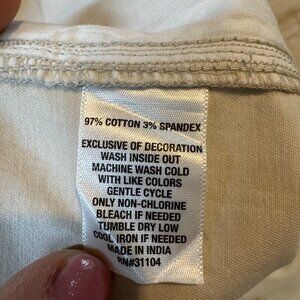 97% COTTON 3% SPANDEX
EXCLUSIVE OF DECORATION
WASH INSIDE OUT
MACHINE WASH COLD
WITH LIKE COLORS
GENTLE CYCLE
ONLY NON-CHLORINE
BLEACH IF NEEDED
TUMBLE DRY LOW
COOL IRON IF NEEDED
MADE IN INDIA
RN#31104